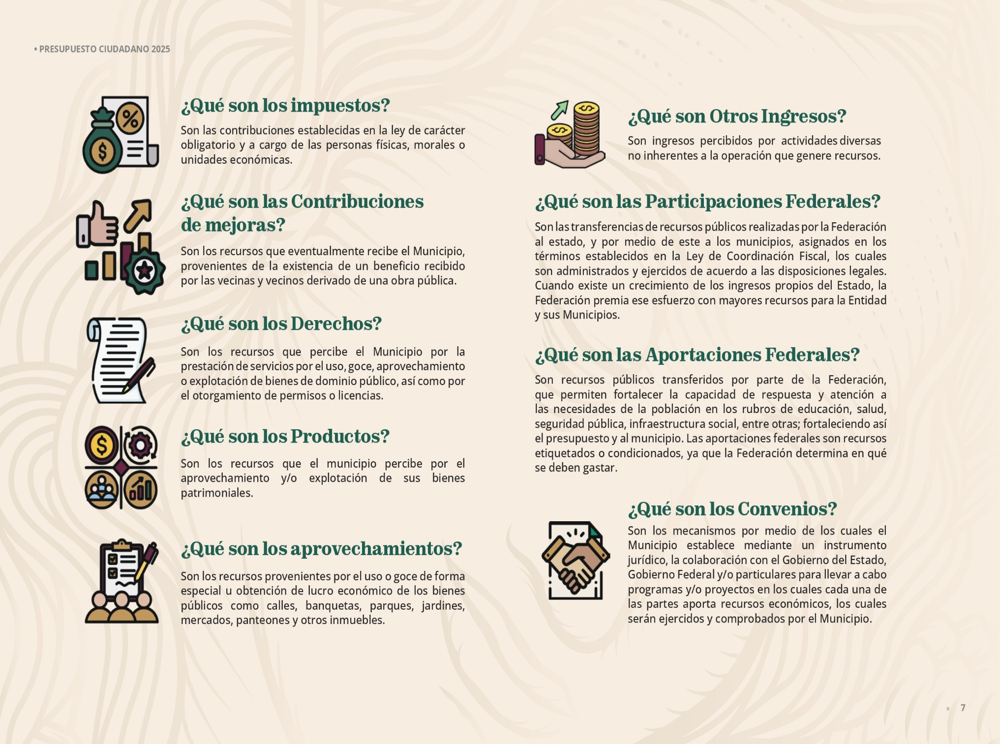 • PRESUPUESTO CIUDADANO 2025
¿Qué son los impuestos?
Son las contribuciones establecidas en la ley de carácter
obligatorio y a cargo de las personas físicas, morales o
unidades económicas.
¿Qué son las Contribuciones
de mejoras?
Son los recursos que eventualmente recibe el Municipio,
provenientes de la existencia de un beneficio recibido
por las vecinas y vecinos derivado de una obra pública.
¿Qué son los Derechos?
Son los recursos que percibe el Municipio por la
prestación de servicios por el uso, goce, aprovechamiento
o explotación de bienes de dominio público, así como por
el otorgamiento de permisos o licencias.
¿Qué son los Productos?
Son los recursos que el municipio percibe por el
aprovechamiento y/o explotación de sus bienes
patrimoniales.
¿Qué son los aprovechamientos?
Son los recursos provenientes por el uso o goce de forma
especial u obtención de lucro económico de los bienes
públicos como calles, banquetas, parques, jardines,
mercados, panteones y otros inmuebles.
¿Qué son Otros Ingresos?
Son ingresos percibidos por actividades diversas
no inherentes a la operación que genere recursos.
¿Qué son las Participaciones Federales?
Son las transferencias de recursos públicos realizadas por la Federación
al estado, y por medio de este a los municipios, asignados en los
términos establecidos en la Ley de Coordinación Fiscal, los cuales
son administrados y ejercidos de acuerdo a las disposiciones legales.
Cuando existe un crecimiento de los ingresos propios del Estado, la
Federación premia ese esfuerzo con mayores recursos para la Entidad
y sus Municipios.
¿Qué son las Aportaciones Federales?
Son recursos públicos transferidos por parte de la Federación,
que permiten fortalecer la capacidad de respuesta y atención a
las necesidades de la población en los rubros de educación, salud,
seguridad pública, infraestructura social, entre otras; fortaleciendo así
el presupuesto y al municipio. Las aportaciones federales son recursos
etiquetados o condicionados, ya que la Federación determina en qué
se deben gastar.
¿Qué son los Convenios?
Son los mecanismos por medio de los cuales el
Municipio establece mediante un instrumento
jurídico, la colaboración con el Gobierno del Estado,
Gobierno Federal y/o particulares para llevar a cabo
programas y/o proyectos en los cuales cada una de
las partes aporta recursos económicos, los cuales
serán ejercidos y comprobados por el Municipio.
» 7